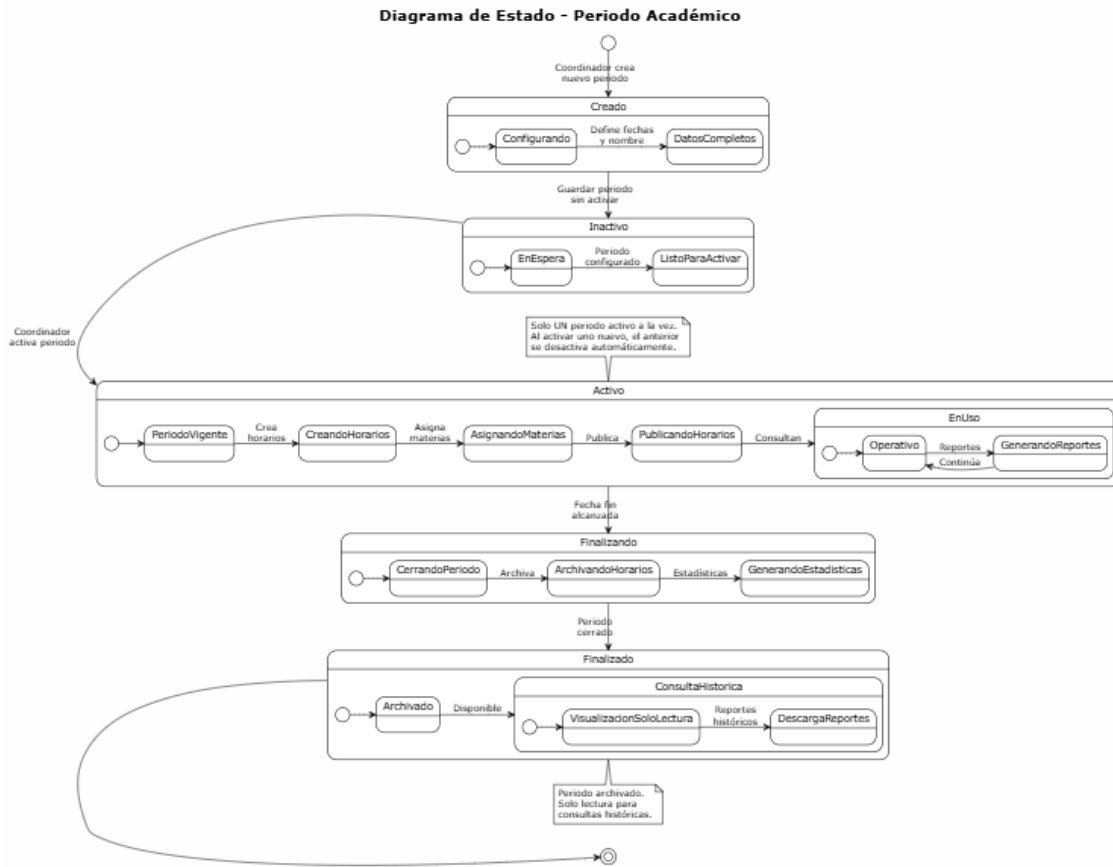 Diagrama de Estado - Periodo Académico
Coordinador crea
nuevo periodo
Creado
Configurando
Define fechas
y nombre
DatosCompletos
Guardar periodo
sin activar
Inactivo
EnEspera
Periodo
configurado
ListoParaActivar
Coordinador
activa periodo
Solo UN periodo activo a la vez.
Al activar uno nuevo, el anterior
se desactiva automáticamente.
Activo
PeriodoVigente
Crea
horarios
CreandoHorarios
Asigna
materias
AsignandoMaterias
Publica
PublicandoHorarios
Consultan
EnUso
Operativo
Reportes
Continúa
GenerandoReportes
Fecha fin
alcanzada
Finalizando
CerrandoPeriodo
Archiva
ArchivandoHorarios
Estadísticas
GenerandoEstadisticas
Periodo
cerrado
Finalizado
Archivado
Disponible
ConsultaHistorica
VisualizacionSoloLectura
Reportes
históricos
DescargaReportes
Periodo archivado.
Solo lectura para
consultas históricas.